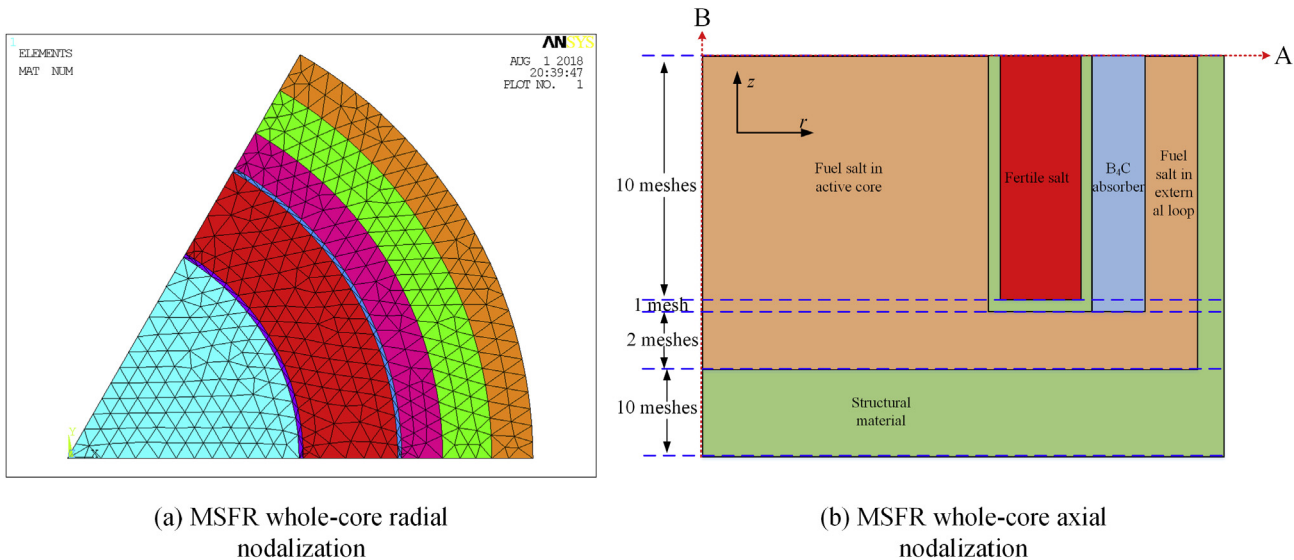 1
ELEMENTS
MAT NUM
ANSYS
AUG 1 2018
20:39:47
PLOT NO. 1
Y
X
(a) MSFR whole-core radial
nodalization
B
A
z
r
10 meshes
1 mesh
2 meshes
10 meshes
Fuel salt in
active core
Fertile salt
B₄C
absorber
Fuel
salt in
extern
al loop
Structural
material
(b) MSFR whole-core axial
nodalization